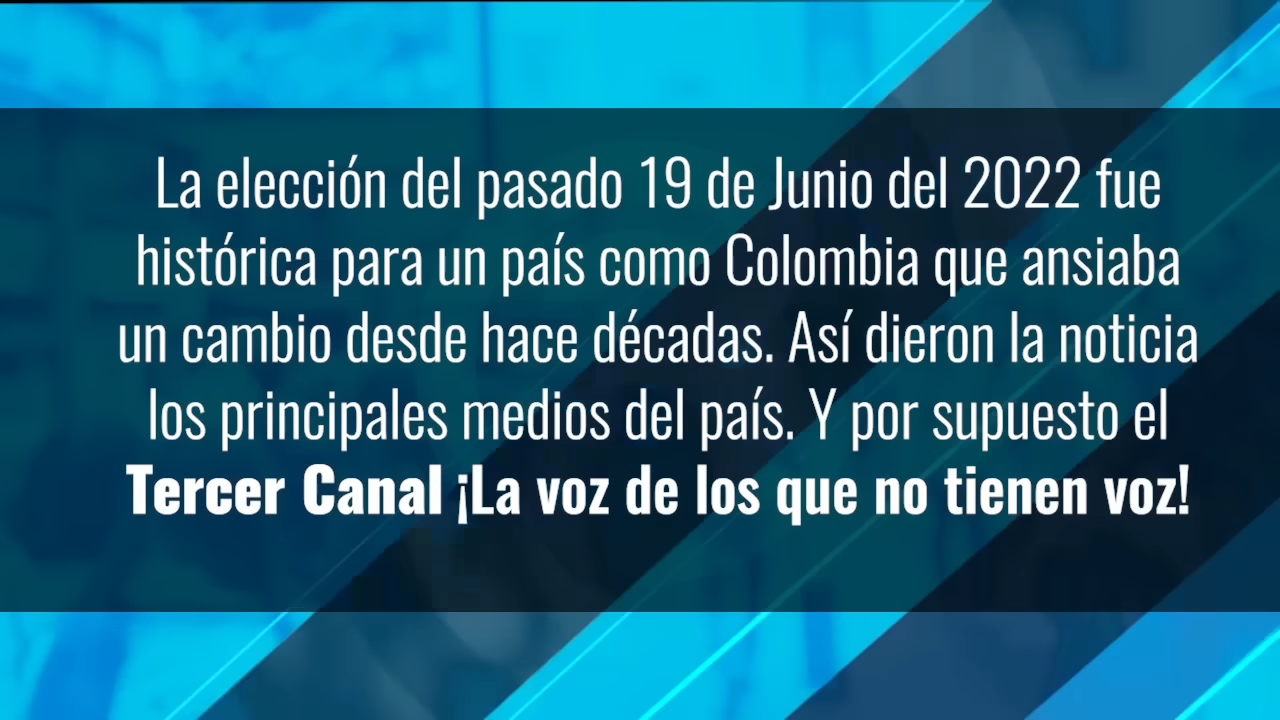 La elección del pasado 19 de Junio del 2022 fue
histórica para un país como Colombia que ansiaba
un cambio desde hace décadas. Así dieron la noticia
los principales medios del país. Y por supuesto el
Tercer Canal ¡La voz de los que no tienen voz!